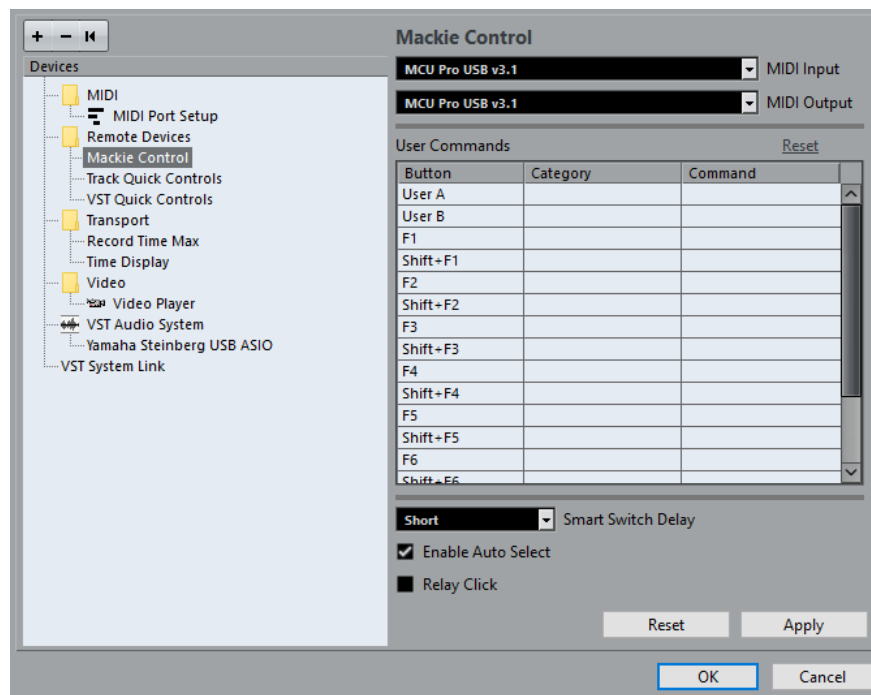 Devices
MIDI
MIDI Port Setup
Remote Devices
Mackie Control
Track Quick Controls
VST Quick Controls
Transport
Record Time Max
Time Display
Video
Video Player
VST Audio System
Yamaha Steinberg USB ASIO
VST System Link
Mackie Control
MCU Pro USB v3.1 MIDI Input
MCU Pro USB v3.1 MIDI Output
User Commands Reset
Button Category Command
User A
User B
F1
Shift+F1
F2
Shift+F2
F3
Shift+F3
F4
Shift+F4
F5
Shift+F5
F6
Shift+F6
Short Smart Switch Delay
Enable Auto Select
Relay Click
Reset Apply
OK Cancel